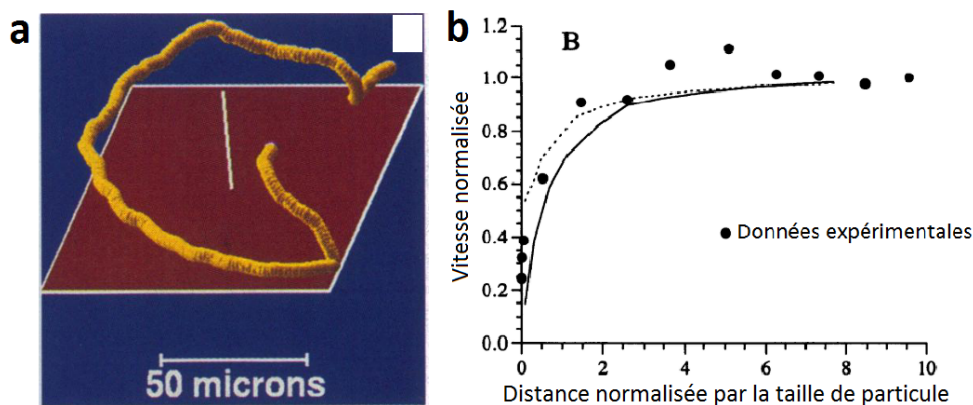 a
50 microns
b
B
Vitesse normalisée
1.2
1.0
0.8
0.6
0.4
0.2
0.0
Données expérimentales
0 2 4 6 8 10
Distance normalisée par la taille de particule